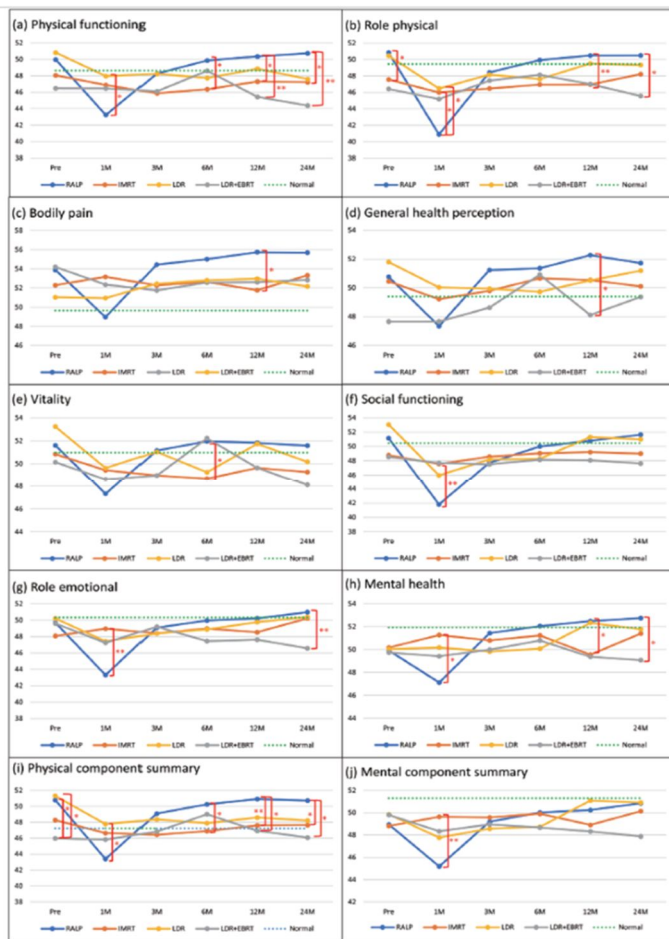 (a) Physical functioning
52
50
48
46
44
42
40
38
36
Pre 1M 3M 6M 12M 24M
RALP IMRT LDR LDR+EBRT Normal
(b) Role physical
52
50
48
46
44
42
40
38
36
Pre 1M 3M 6M 12M 24M
RALP IMRT LDR LDR+EBRT Normal
(c) Bodily pain
58
56
54
52
50
48
46
Pre 1M 3M 6M 12M 24M
RALP IMRT LDR LDR+EBRT Normal
(d) General health perception
54
52
50
48
46
Pre 1M 3M 6M 12M 24M
RALP IMRT LDR LDR+EBRT Normal
(e) Vitality
54
52
50
48
46
44
Pre 1M 3M 6M 12M 24M
RALP IMRT LDR LDR+EBRT Normal
(f) Social functioning
54
52
50
48
46
44
42
40
38
Pre 1M 3M 6M 12M 24M
RALP IMRT LDR LDR+EBRT Normal
(g) Role emotional
52
50
48
46
44
42
40
38
Pre 1M 3M 6M 12M 24M
RALP IMRT LDR LDR+EBRT Normal
(h) Mental health
54
52
50
48
46
44
Pre 1M 3M 6M 12M 24M
RALP IMRT LDR LDR+EBRT Normal
(i) Physical component summary
52
50
48
46
44
42
40
38
36
Pre 1M 3M 6M 12M 24M
RALP IMRT LDR LDR+EBRT Normal
(j) Mental component summary
52
50
48
46
44
42
Pre 1M 3M 6M 12M 24M
RALP IMRT LDR LDR+EBRT Normal